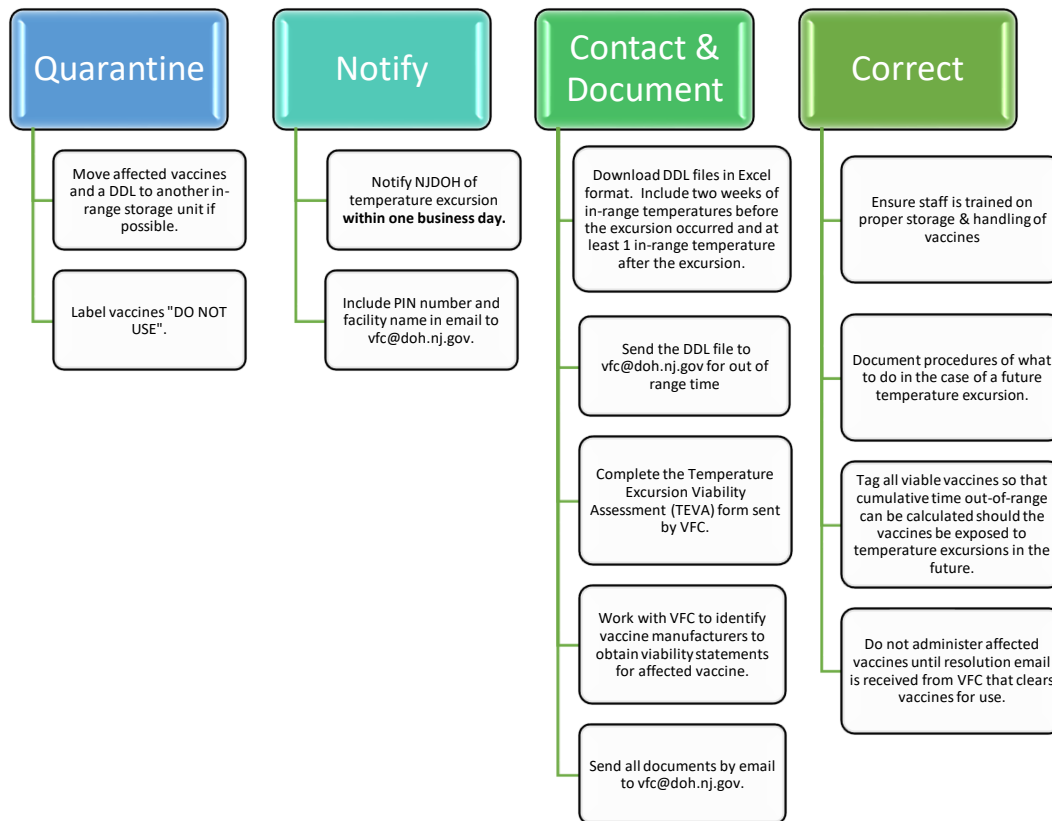 Quarantine
Move affected vaccines
and a DDL to another in-
range storage unit if
possible.
Label vaccines "DO NOT
USE".
Notify
Notify NJDOH of
temperature excursion
within one business day.
Include PIN number and
facility name in email to
vfc@doh.nj.gov.
Contact &
Document
Download DDL files in Excel
format. Include two weeks of
in-range temperatures before
the excursion occurred and at
least 1 in-range temperature
after the excursion.
Send the DDL file to
vfc@doh.nj.gov for out of
range time
Complete the Temperature
Excursion Viability
Assessment (TEVA) form sent
by VFC.
Work with VFC to identify
vaccine manufacturers to
obtain viability statements
for affected vaccine.
Send all documents by email
to vfc@doh.nj.gov.
Correct
Ensure staff is trained on
proper storage & handling of
vaccines
Document procedures of what
to do in the case of a future
temperature excursion.
Tag all viable vaccines so that
cumulative time out-of-range
can be calculated should the
vaccines be exposed to
temperature excursions in the
future.
Do not administer affected
vaccines until resolution email
is received from VFC that clears
vaccines for use.